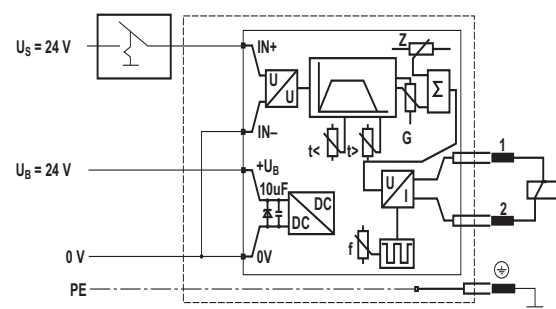 Z
U_S = 24 V
IN+
U
U
Σ
G
t<
t>
IN–
1
U_B = 24 V
+U_B
10uF
DC
DC
U
I
2
f
0 V
0V
PE